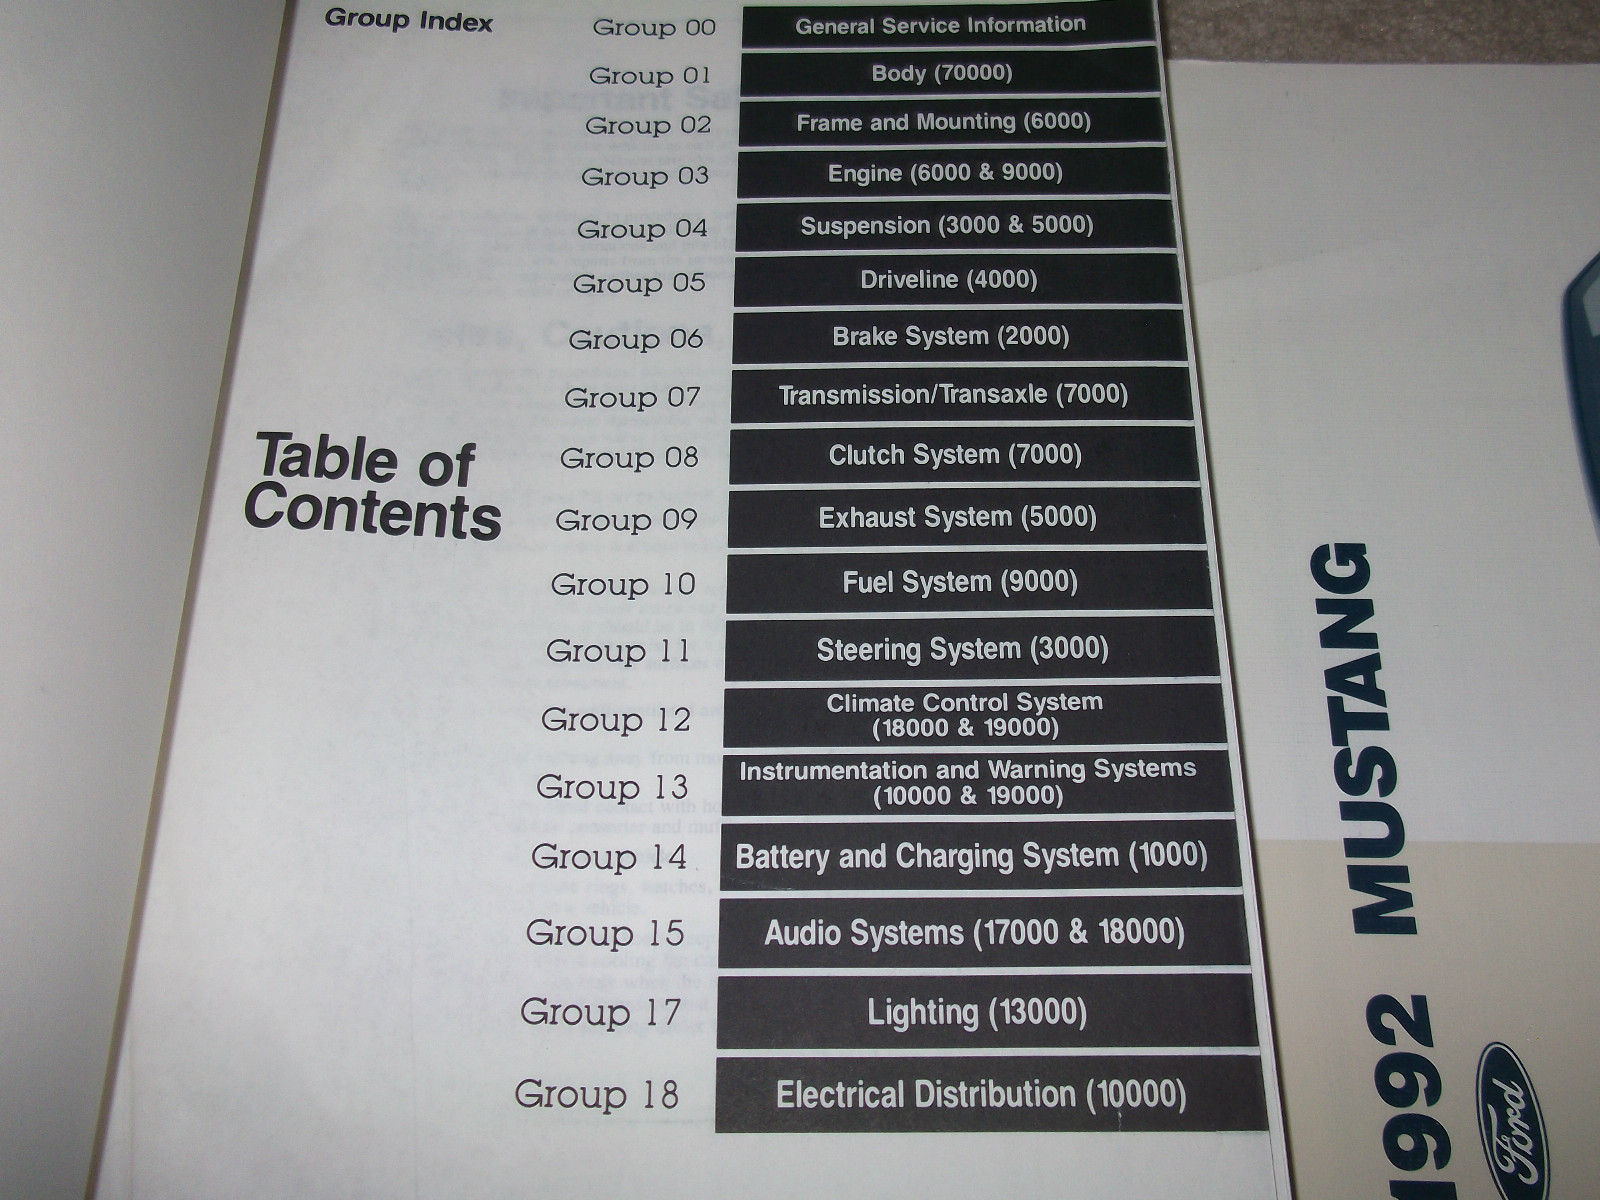 Group Index
Group 00 General Service Information
Group 01 Body (70000)
Group 02 Frame and Mounting (6000)
Group 03 Engine (6000 & 9000)
Group 04 Suspension (3000 & 5000)
Group 05 Driveline (4000)
Group 06 Brake System (2000)
Group 07 Transmission/Transaxle (7000)
Table of
Contents
Group 08 Clutch System (7000)
Group 09 Exhaust System (5000)
Group 10 Fuel System (9000)
Group 11 Steering System (3000)
Group 12 Climate Control System
(18000 & 19000)
Group 13 Instrumentation and Warning Systems
(10000 & 19000)
Group 14 Battery and Charging System (1000)
Group 15 Audio Systems (17000 & 18000)
Group 17 Lighting (13000)
Group 18 Electrical Distribution (10000)
1992 MUSTANG
Ford